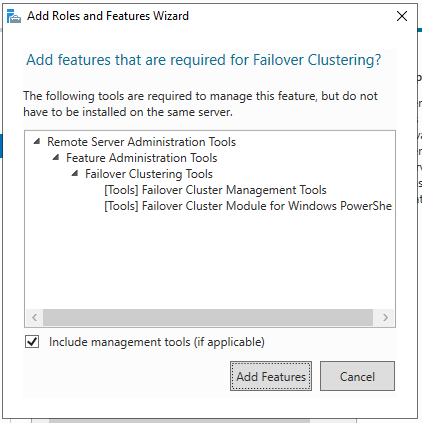 Add Roles and Features Wizard
Add features that are required for Failover Clustering?
The following tools are required to manage this feature, but do not
have to be installed on the same server.
Remote Server Administration Tools
Feature Administration Tools
Failover Clustering Tools
[Tools] Failover Cluster Management Tools
[Tools] Failover Cluster Module for Windows PowerShe
Include management tools (if applicable)
Add Features
Cancel